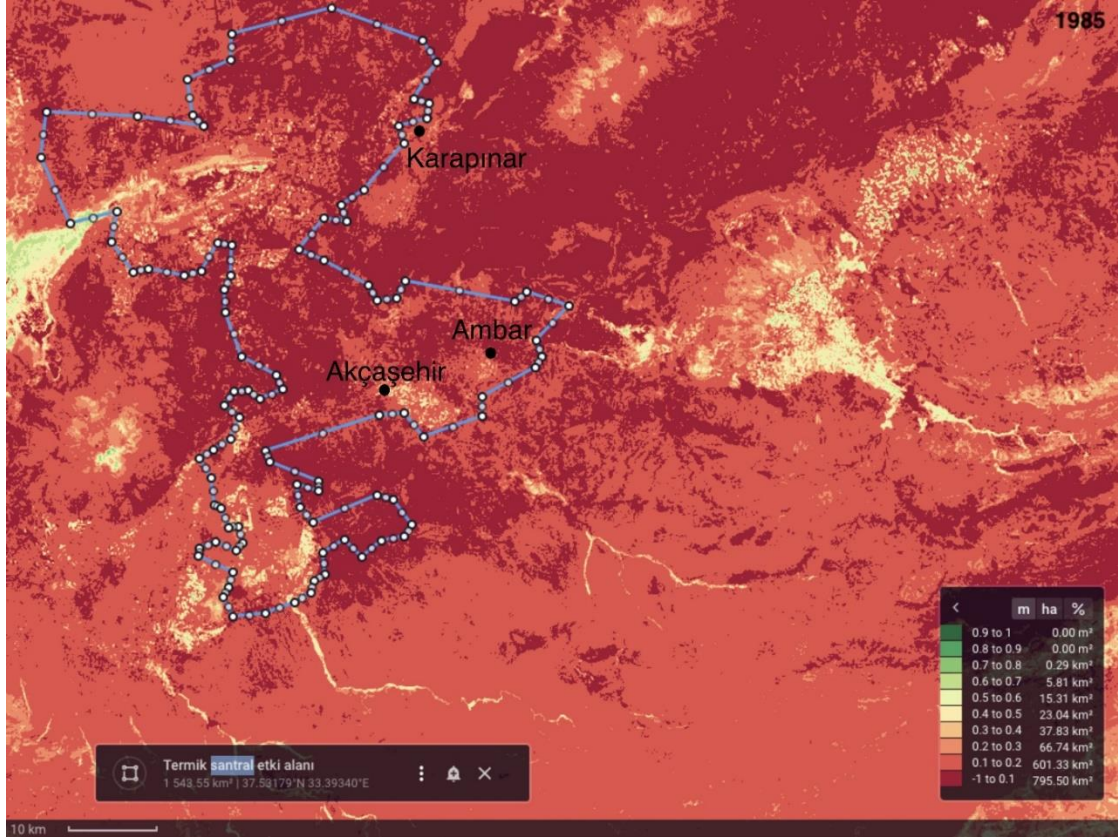 1985
Karapınar
Ambar
Akçaşehir
m ha %
0.9 to 1 0.00 m²
0.8 to 0.9 0.00 m²
0.7 to 0.8 0.29 km²
0.6 to 0.7 5.81 km²
0.5 to 0.6 15.31 km²
0.4 to 0.5 23.04 km²
0.3 to 0.4 37.83 km²
0.2 to 0.3 66.74 km²
0.1 to 0.2 601.33 km²
-1 to 0.1 795.50 km²
Termik santral etki alanı
1 543.55 km² | 37.53179°N 33.39340°E
10 km